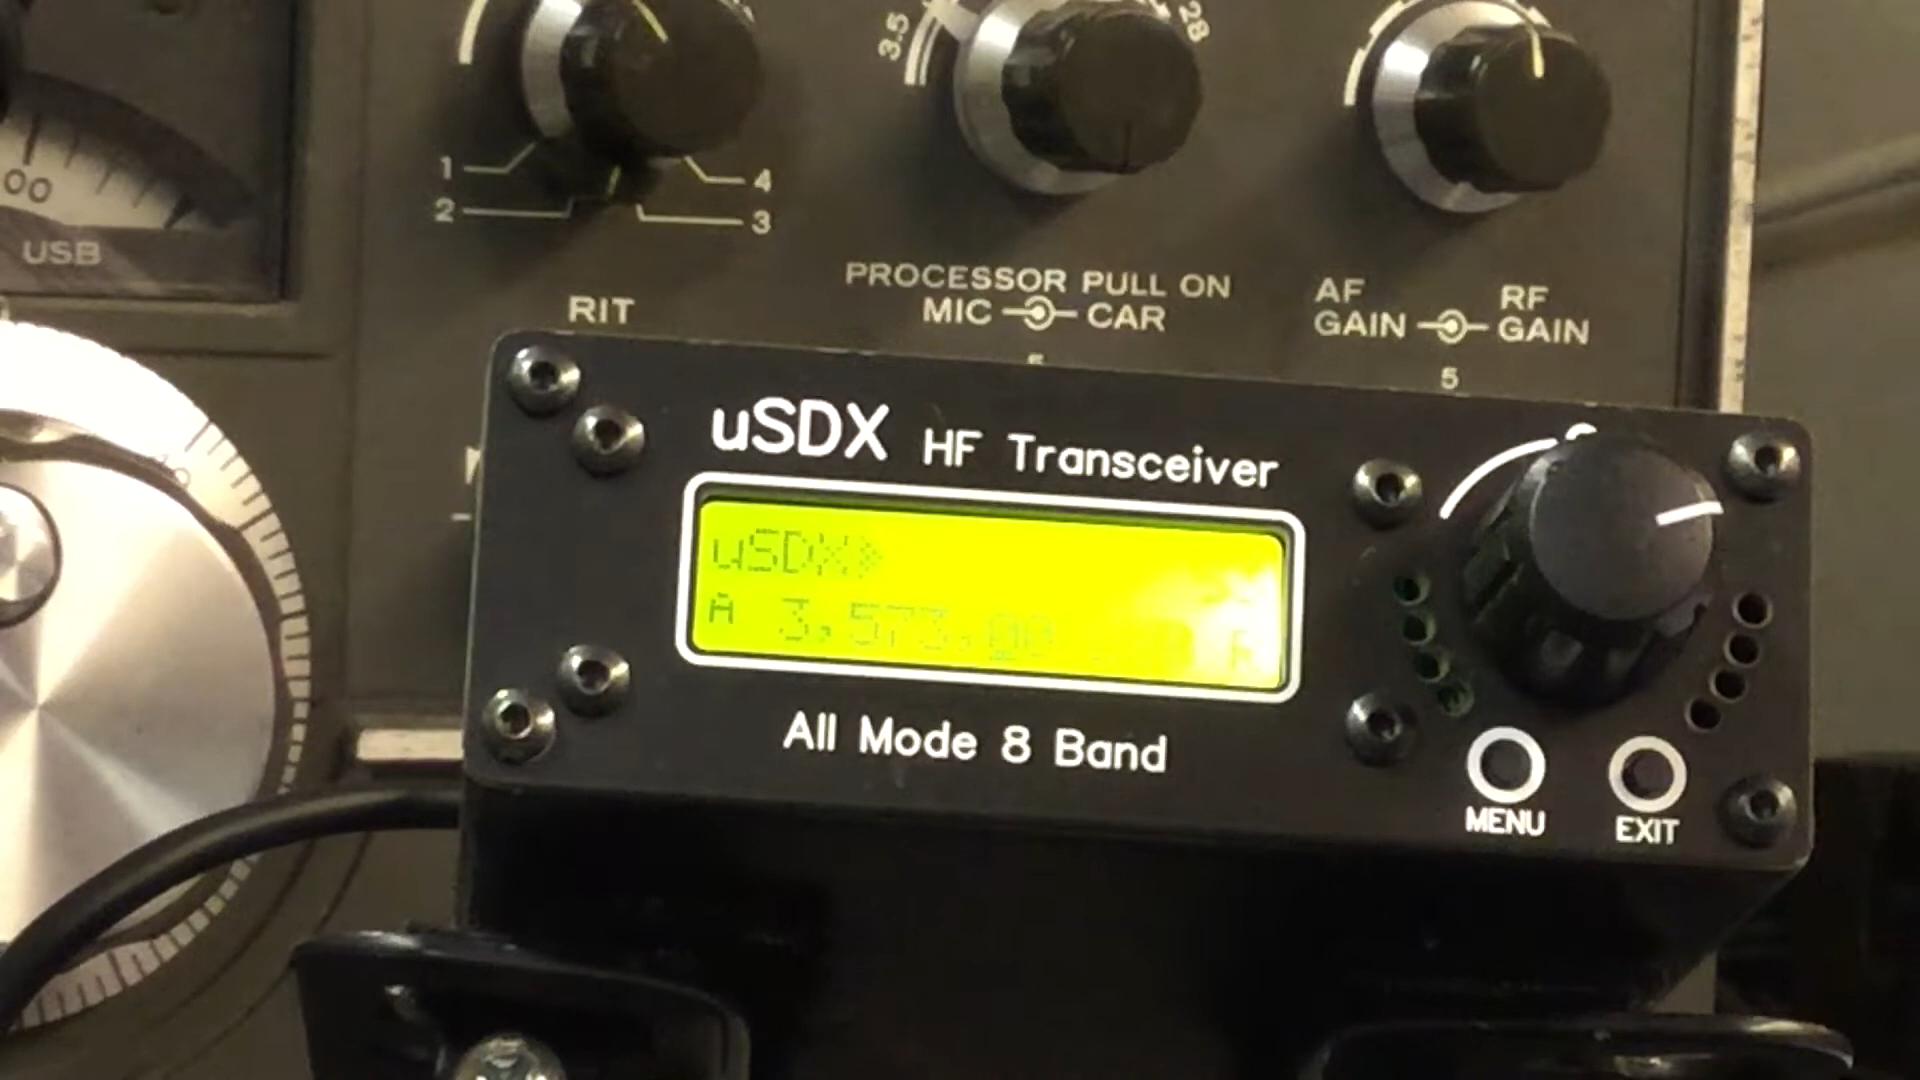 3.5
28
1
4
2
3
00
USB
RIT
PROCESSOR PULL ON
MIC CAR
AF GAIN
RF GAIN
5
uSDX HF Transceiver
uSDX
A 3,573.00 R
All Mode 8 Band
MENU
EXIT